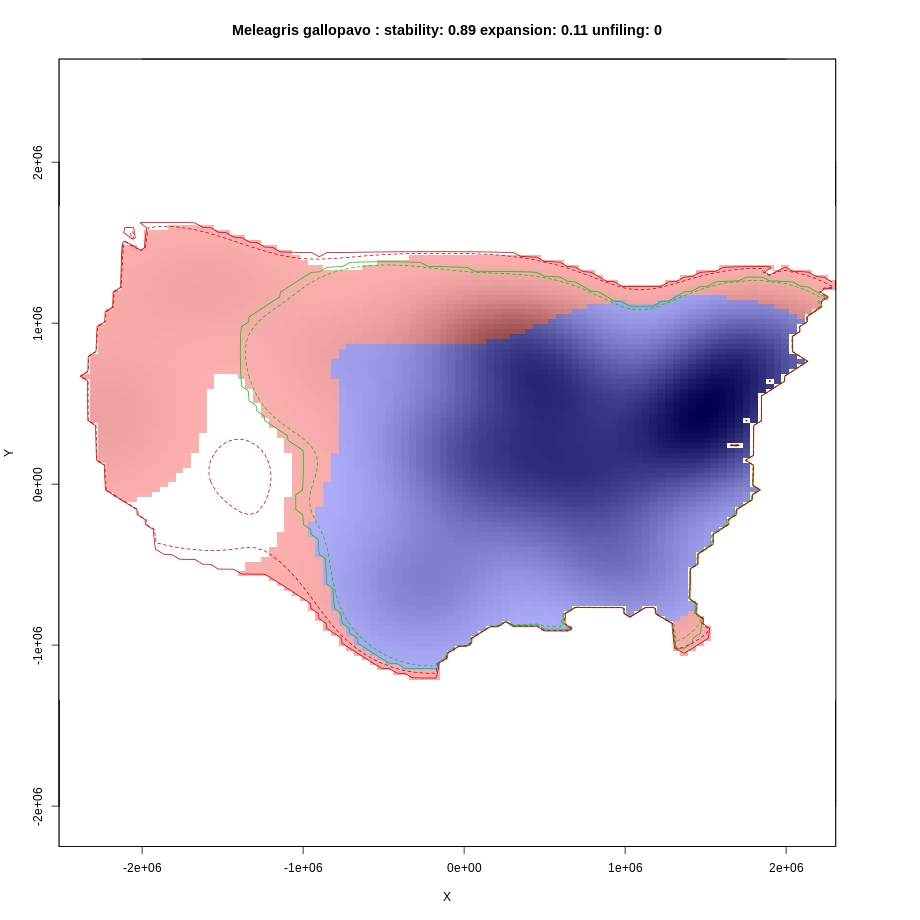 Meleagris gallopavo : stability: 0.89 expansion: 0.11 unfiling: 0
2e+06
1e+06
Y
0e+00
-1e+06
-2e+06
-2e+06 -1e+06 0e+00 1e+06 2e+06
X